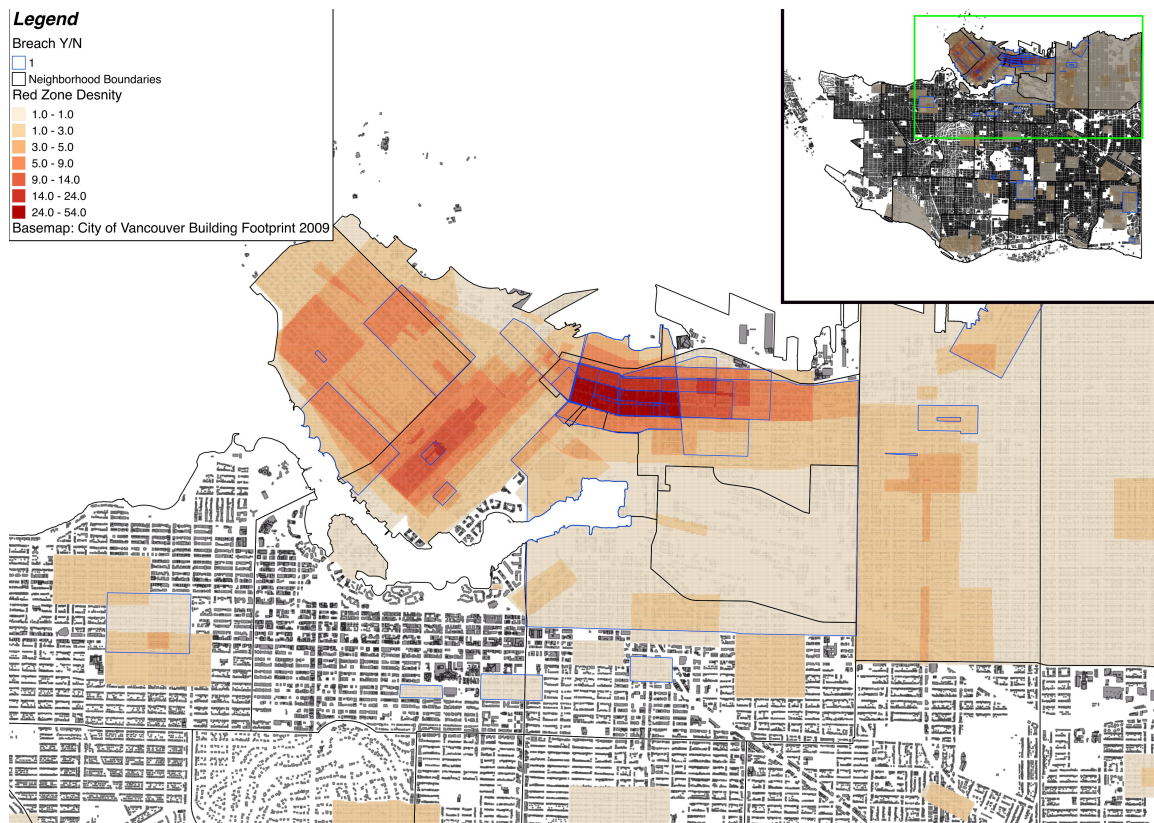 Legend
Breach Y/N
1
Neighborhood Boundaries
Red Zone Desnity
1.0 - 1.0
1.0 - 3.0
3.0 - 5.0
5.0 - 9.0
9.0 - 14.0
14.0 - 24.0
24.0 - 54.0
Basemap: City of Vancouver Building Footprint 2009